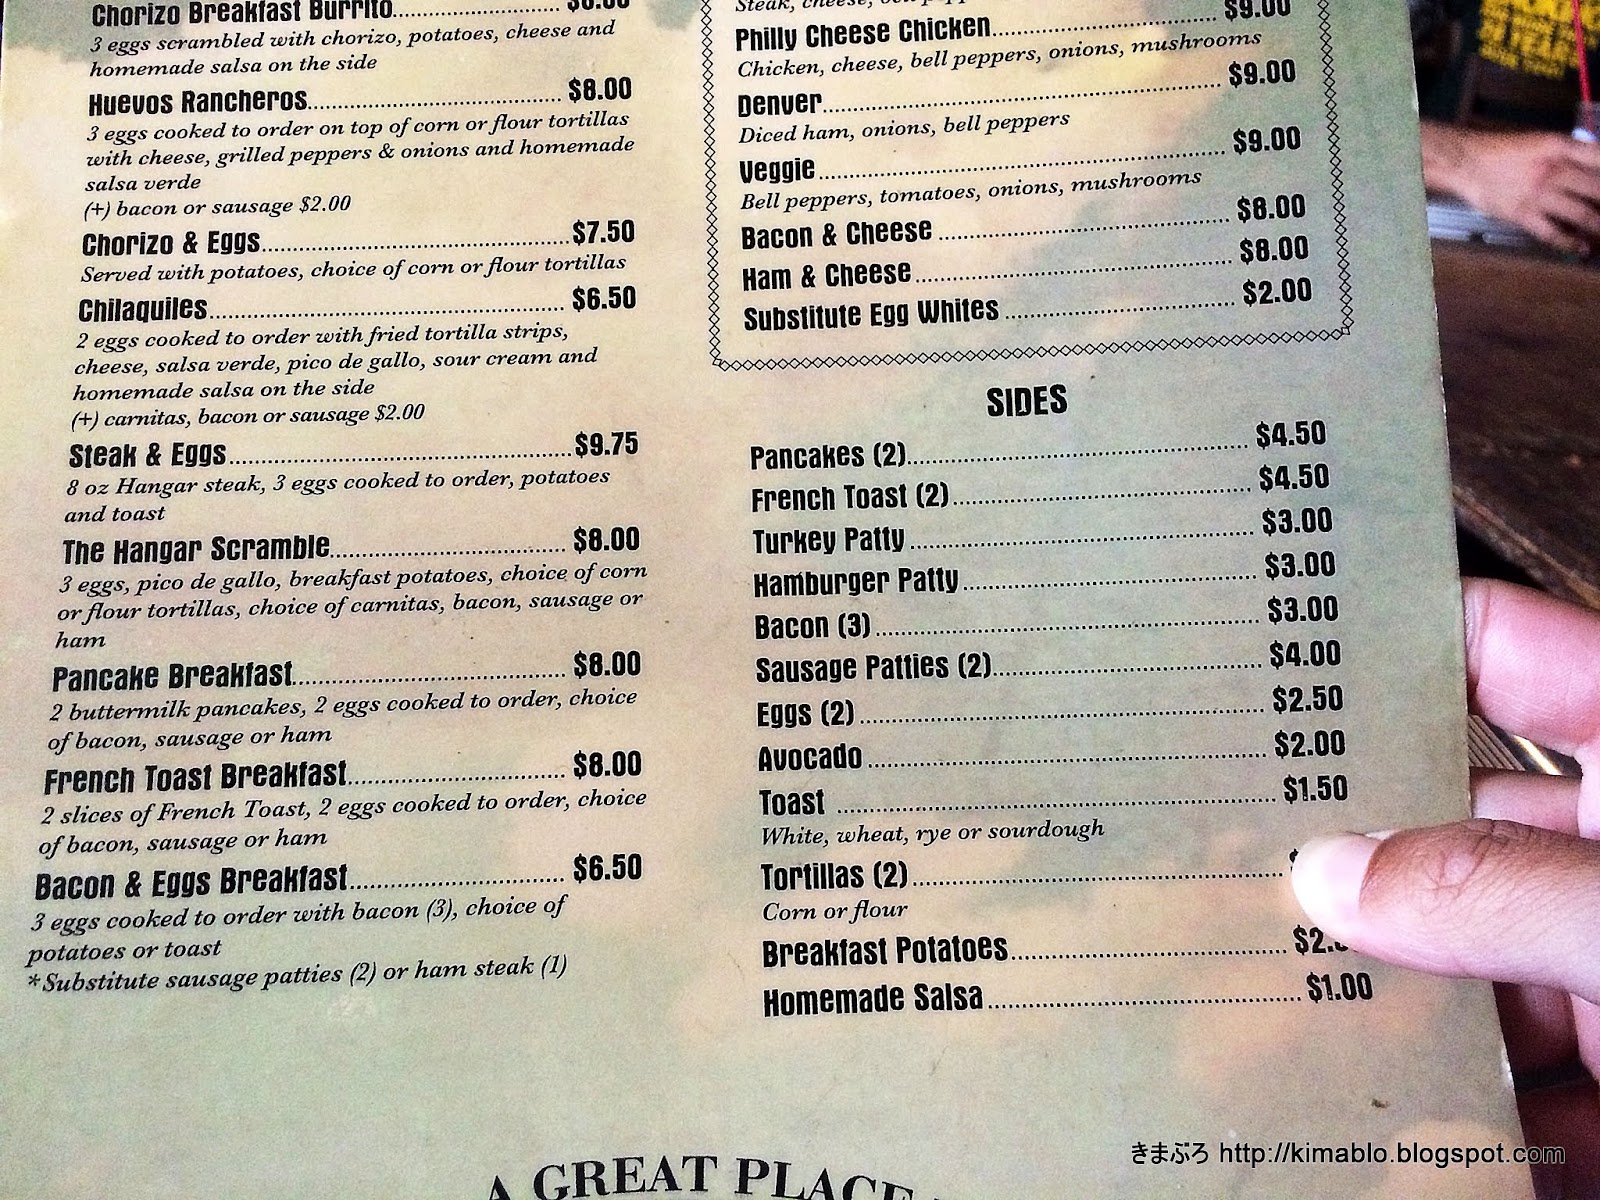 Chorizo Breakfast Burrito
3 eggs scrambled with chorizo, potatoes, cheese and
homemade salsa on the side
Huevos Rancheros.......... $8.00
3 eggs cooked to order on top of corn or flour tortillas
with cheese, grilled peppers & onions and homemade
salsa verde
(+) bacon or sausage $2.00
Chorizo & Eggs.......... $7.50
Served with potatoes, choice of corn or flour tortillas
Chilaquiles.......... $6.50
2 eggs cooked to order with fried tortilla strips,
cheese, salsa verde, pico de gallo, sour cream and
homemade salsa on the side
(+) carnitas, bacon or sausage $2.00
Steak & Eggs.......... $9.75
8 oz Hangar steak, 3 eggs cooked to order, potatoes
and toast
The Hangar Scramble.......... $8.00
3 eggs, pico de gallo, breakfast potatoes, choice of corn
or flour tortillas, choice of carnitas, bacon, sausage or
ham
Pancake Breakfast.......... $8.00
2 buttermilk pancakes, 2 eggs cooked to order, choice
of bacon, sausage or ham
French Toast Breakfast.......... $8.00
2 slices of French Toast, 2 eggs cooked to order, choice
of bacon, sausage or ham
Bacon & Eggs Breakfast.......... $6.50
3 eggs cooked to order with bacon (3), choice of
potatoes or toast
*Substitute sausage patties (2) or ham steak (1)
Steak, cheese,
Philly Cheese Chicken.......... $9.00
Chicken, cheese, bell peppers, onions, mushrooms
Denver.......... $9.00
Diced ham, onions, bell peppers
Veggie.......... $9.00
Bell peppers, tomatoes, onions, mushrooms
Bacon & Cheese.......... $8.00
Ham & Cheese.......... $8.00
Substitute Egg Whites.......... $2.00
SIDES
Pancakes (2).......... $4.50
French Toast (2).......... $4.50
Turkey Patty.......... $3.00
Hamburger Patty.......... $3.00
Bacon (3).......... $3.00
Sausage Patties (2).......... $4.00
Eggs (2).......... $2.50
Avocado.......... $2.00
Toast.......... $1.50
White, wheat, rye or sourdough
Tortillas (2)..........
Corn or flour
Breakfast Potatoes..........
Homemade Salsa.......... $1.00
A GREAT PLACE
きまぶろ http://kimablo.blogspot.com